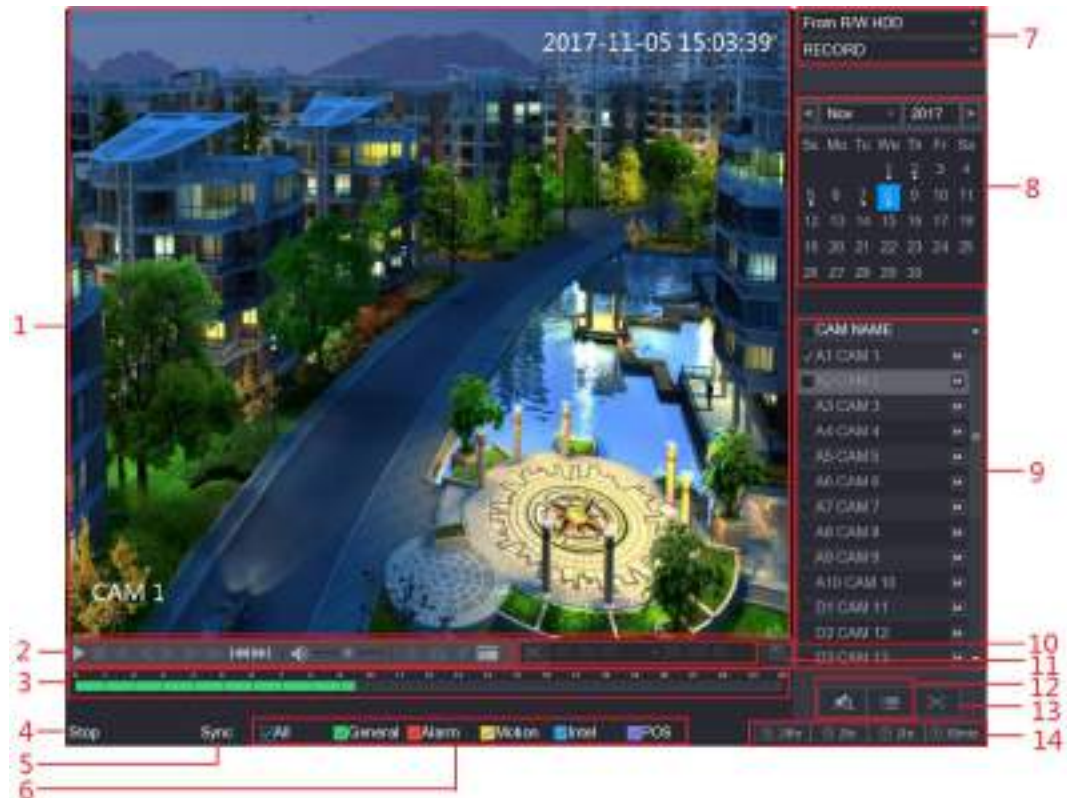 From R/W HDD
RECORD
2017-11-05 15:03:39
7
Nov 2017
Su Mo Tu We Th Fr Sa
1 2 3 4
5 6 7 8 9 10 11
12 13 14 15 16 17 18
19 20 21 22 23 24 25
26 27 28 29 30
8
1
CAM NAME
A1 CAM 1
A3 CAM 3
A4 CAM 4
A5 CAM 5
A6 CAM 6
A7 CAM 7
A8 CAM 8
A9 CAM 9
A10 CAM 10
D1 CAM 11
D2 CAM 12
D3 CAM 13
9
CAM 1
2
10
11
3
12
13
4
Stop
Sync
All
General
Alarm
Motion
Intel
POS
14
5
6